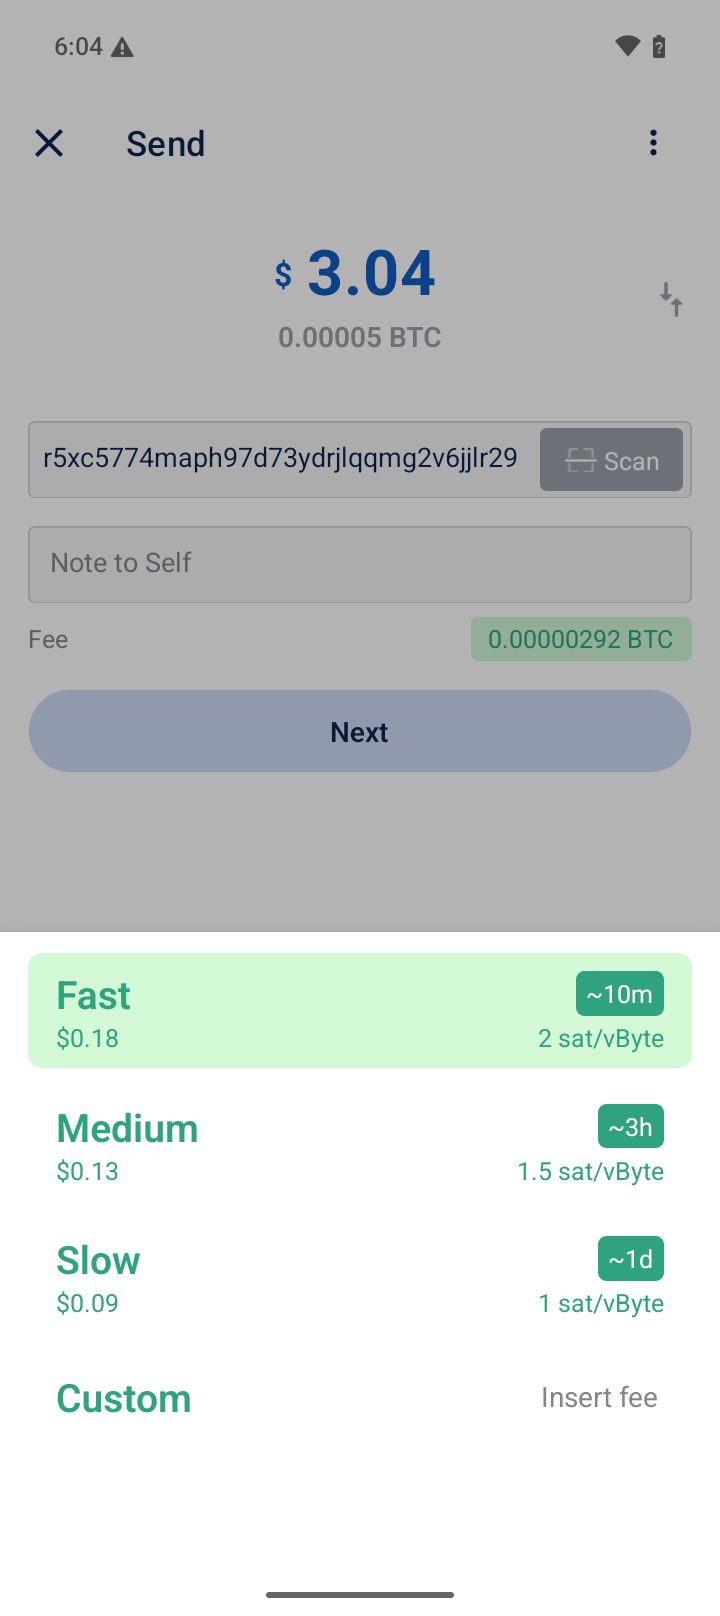 6:04
Send
$ 3.04
0.00005 BTC
r5xc5774maph97d73ydrjlqqmg2v6jjlr29
Scan
Note to Self
Fee
0.00000292 BTC
Next
Fast
~10m
$0.18
2 sat/vByte
Medium
~3h
$0.13
1.5 sat/vByte
Slow
~1d
$0.09
1 sat/vByte
Custom
Insert fee